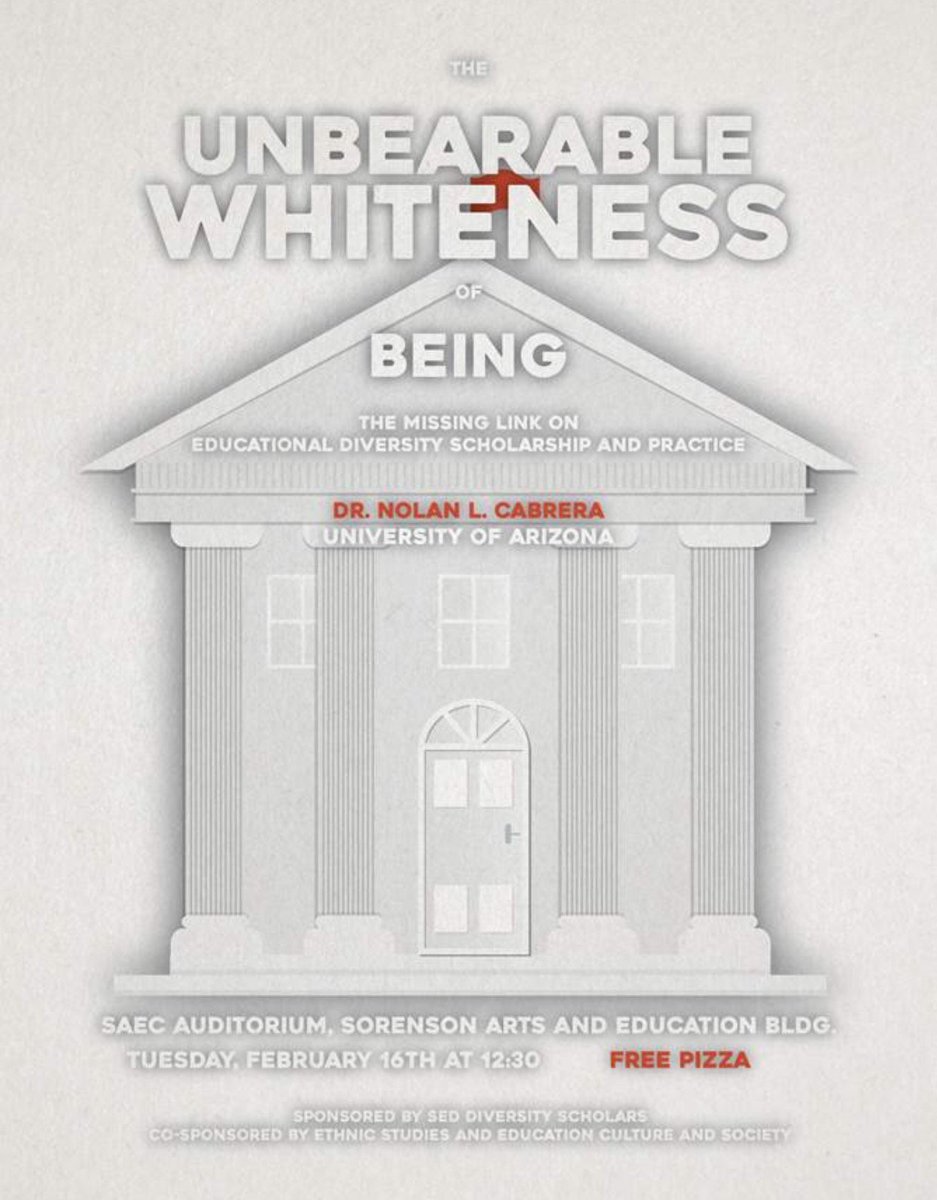 THE
UNBEARABLE
WHITENESS
OF
BEING
THE MISSING LINK ON
EDUCATIONAL DIVERSITY SCHOLARSHIP AND PRACTICE
DR. NOLAN L. CABRERA
UNIVERSITY OF ARIZONA
SAEC AUDITORIUM, SORENSON ARTS AND EDUCATION BLDG.
TUESDAY, FEBRUARY 16TH AT 12:30 FREE PIZZA
SPONSORED BY SED DIVERSITY SCHOLARS
CO-SPONSORED BY ETHNIC STUDIES AND EDUCATION CULTURE AND SOCIETY